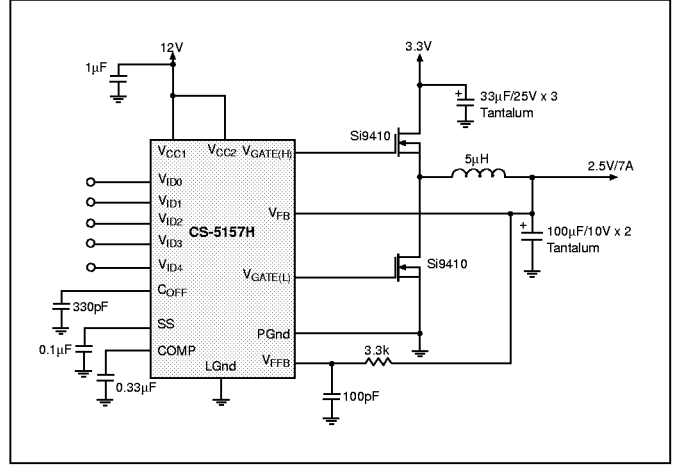 12V
3.3V
1µF
33µF/25V x 3
Tantalum
Si9410
VCC1
VCC2
VGATE(H)
5µH
2.5V/7A
VID0
VID1
VID2
VID3
VID4
VFB
CS-5157H
100µF/10V x 2
Tantalum
Si9410
VGATE(L)
COFF
330pF
SS
PGnd
0.1µF
COMP
3.3k
VFFB
LGnd
0.33µF
100pF